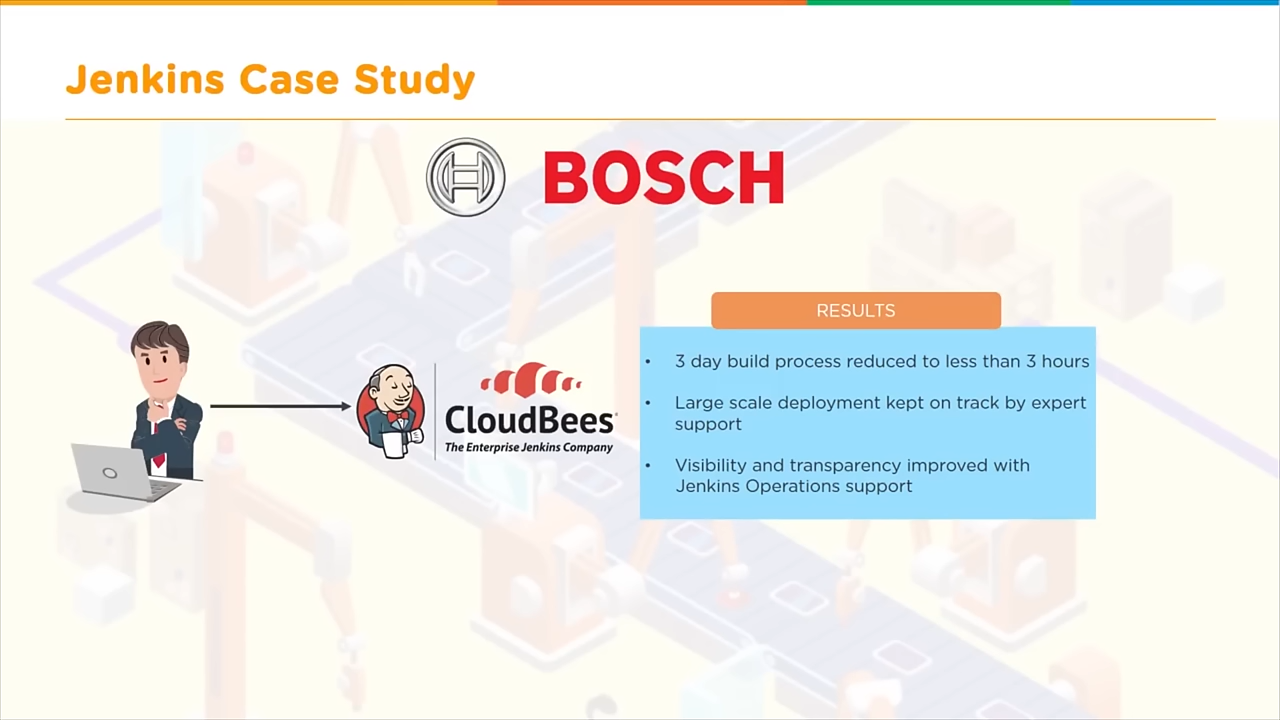 Jenkins Case Study
BOSCH
RESULTS
• 3 day build process reduced to less than 3 hours
• Large scale deployment kept on track by expert
support
• Visibility and transparency improved with
Jenkins Operations support
CloudBees
The Enterprise Jenkins Company